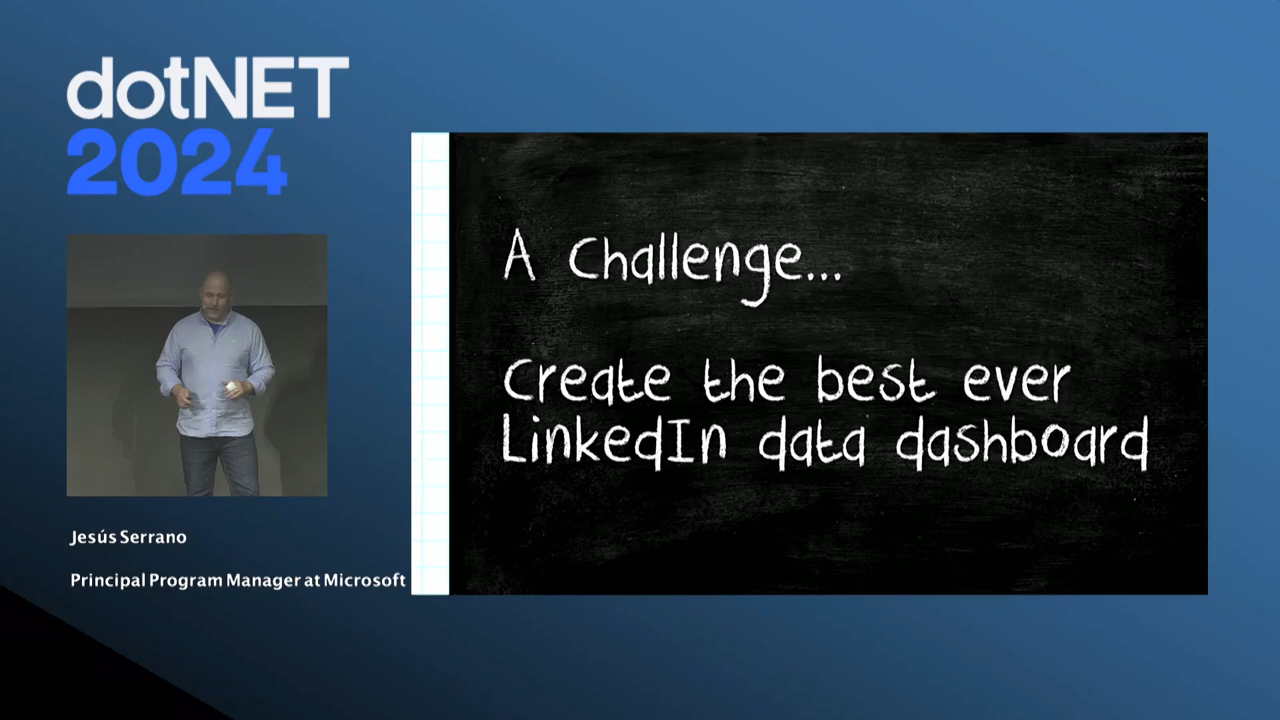 dotNET
2024
A Challenge...
Create the best ever
LinkedIn data dashboard
Jesús Serrano
Principal Program Manager at Microsoft